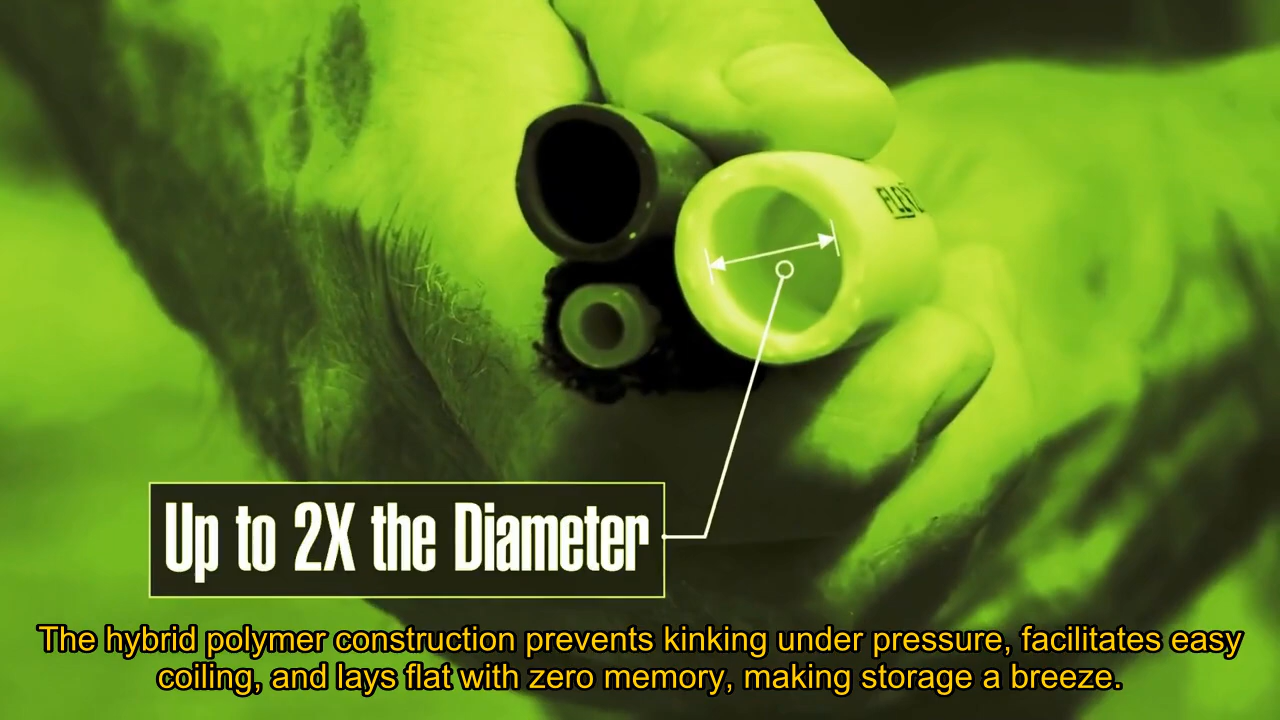 Up to 2X the Diameter
The hybrid polymer construction prevents kinking under pressure, facilitates easy
coiling, and lays flat with zero memory, making storage a breeze.